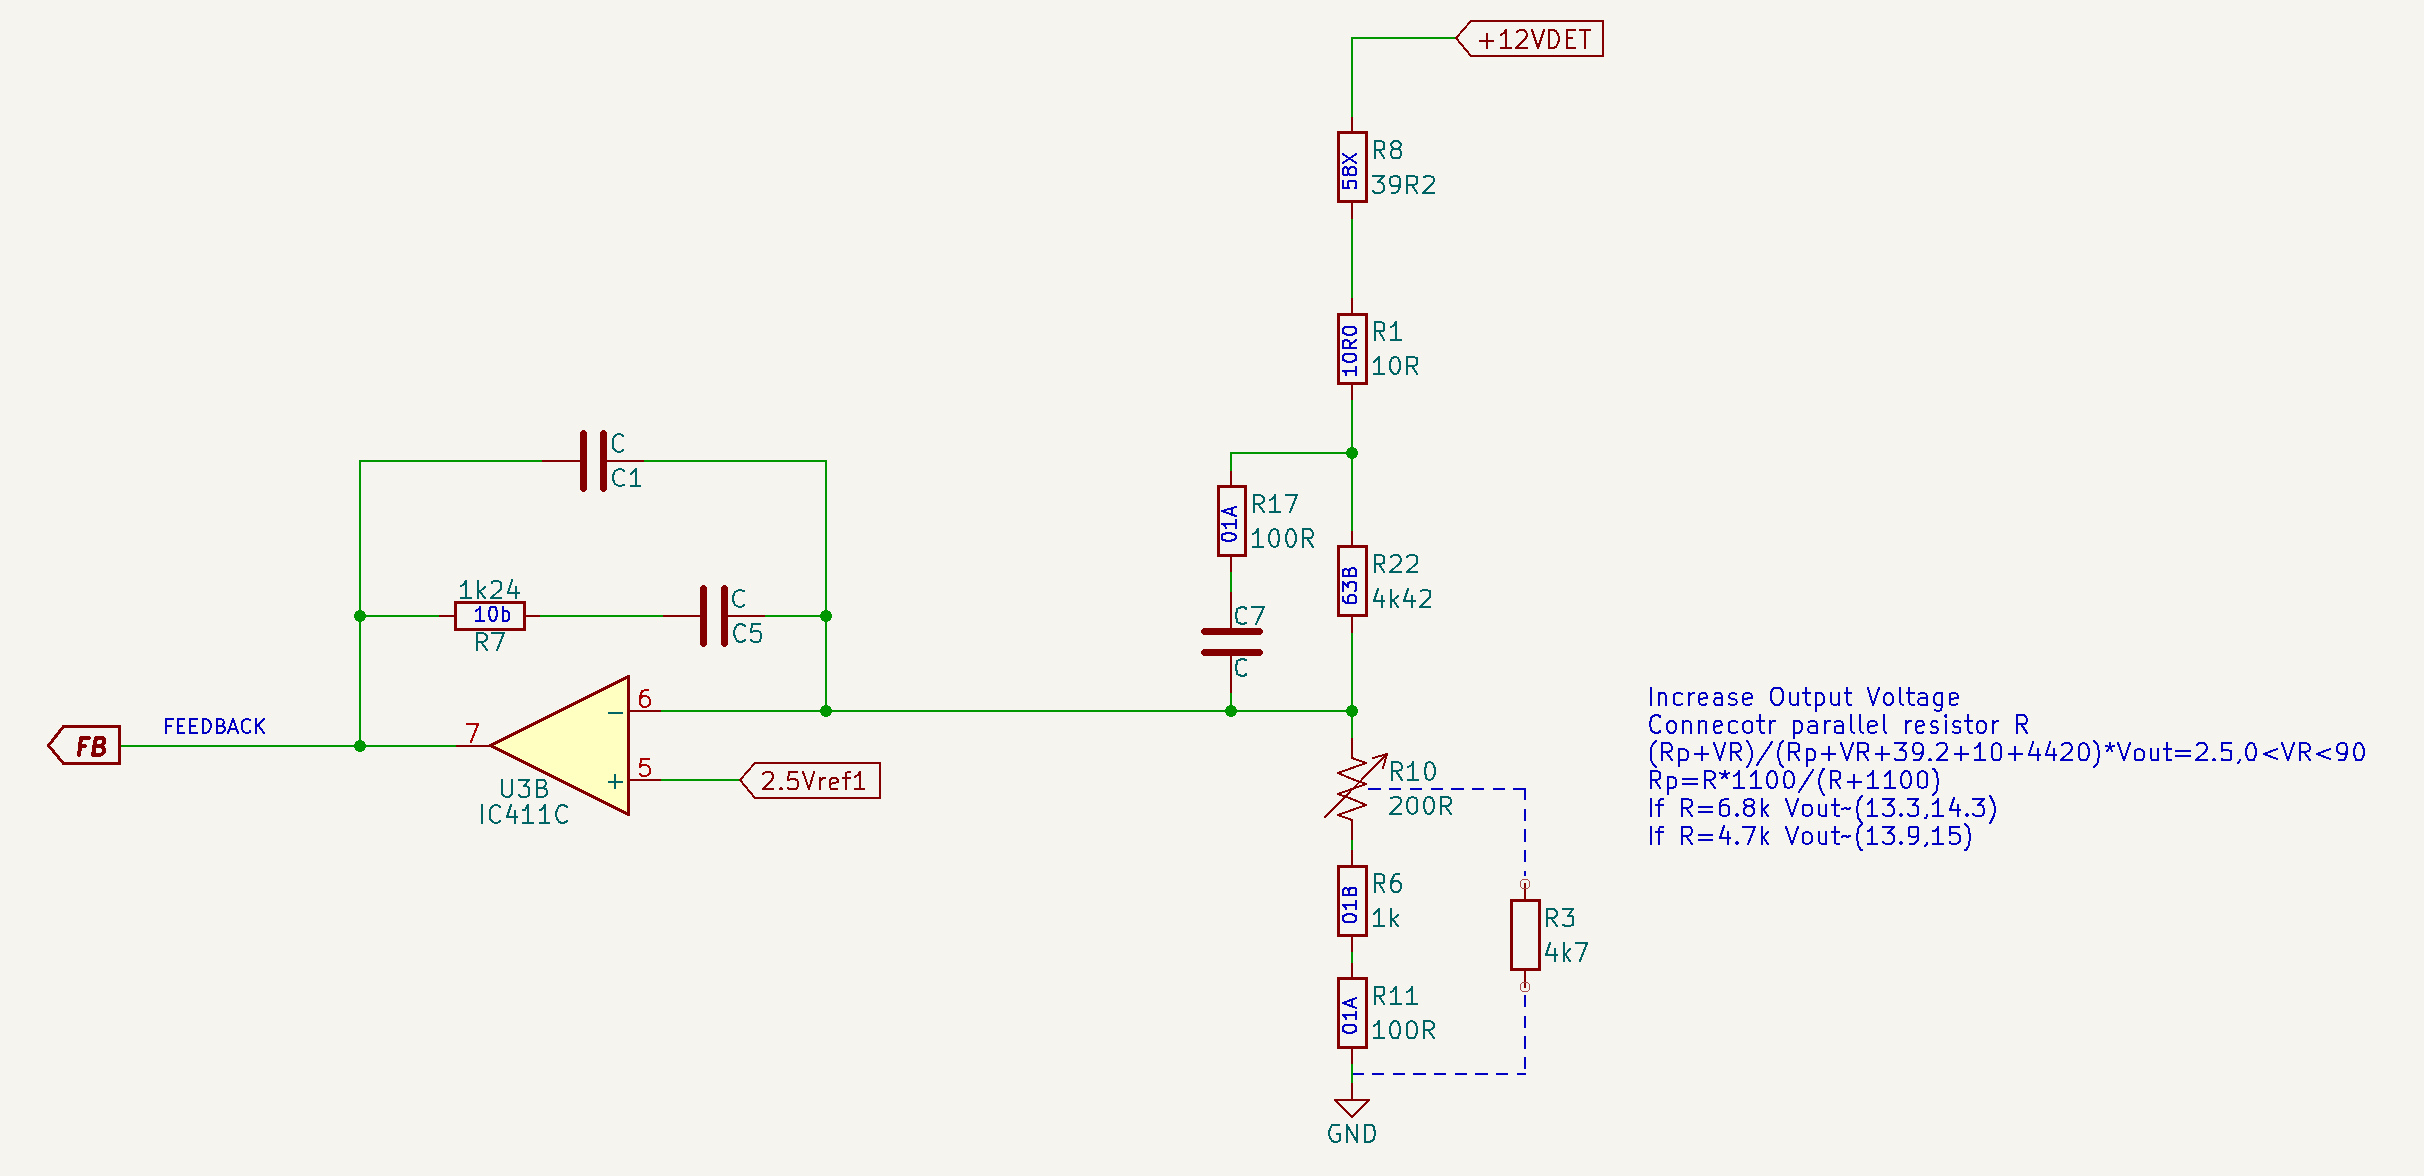 +12VDET
R8
58X
39R2
R1
10R0
10R
C
C1
R17
01A
100R
R22
63B
4k42
1k24
10b
R7
C
C5
C7
C
6
FEEDBACK
FB
7
5
2.5Vref1
-
+
U3B
IC411C
Increase Output Voltage
Connecotr parallel resistor R
(Rp+VR)/(Rp+VR+39.2+10+4420)*Vout=2.5,0<VR<90
Rp=R*1100/(R+1100)
If R=6.8k Vout~(13.3,14.3)
If R=4.7k Vout~(13.9,15)
R10
200R
R6
01B
1k
R3
4k7
R11
01A
100R
GND